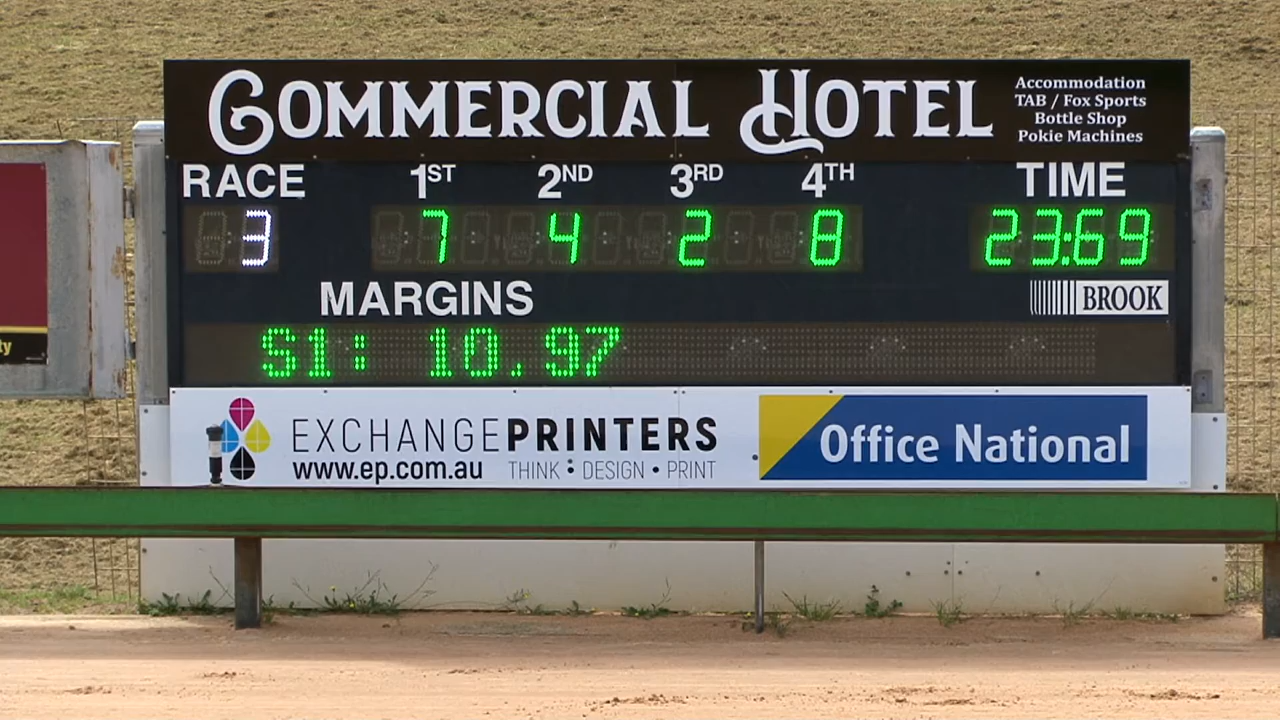 COMMERCIAL HOTEL
Accommodation
TAB / Fox Sports
Bottle Shop
Pokie Machines
RACE 1ST 2ND 3RD 4TH TIME
3 7 4 2 8 23:69
MARGINS
BROOK
S1: 10.97
EXCHANGEPRINTERS
www.ep.com.au THINK : DESIGN • PRINT
Office National
ty